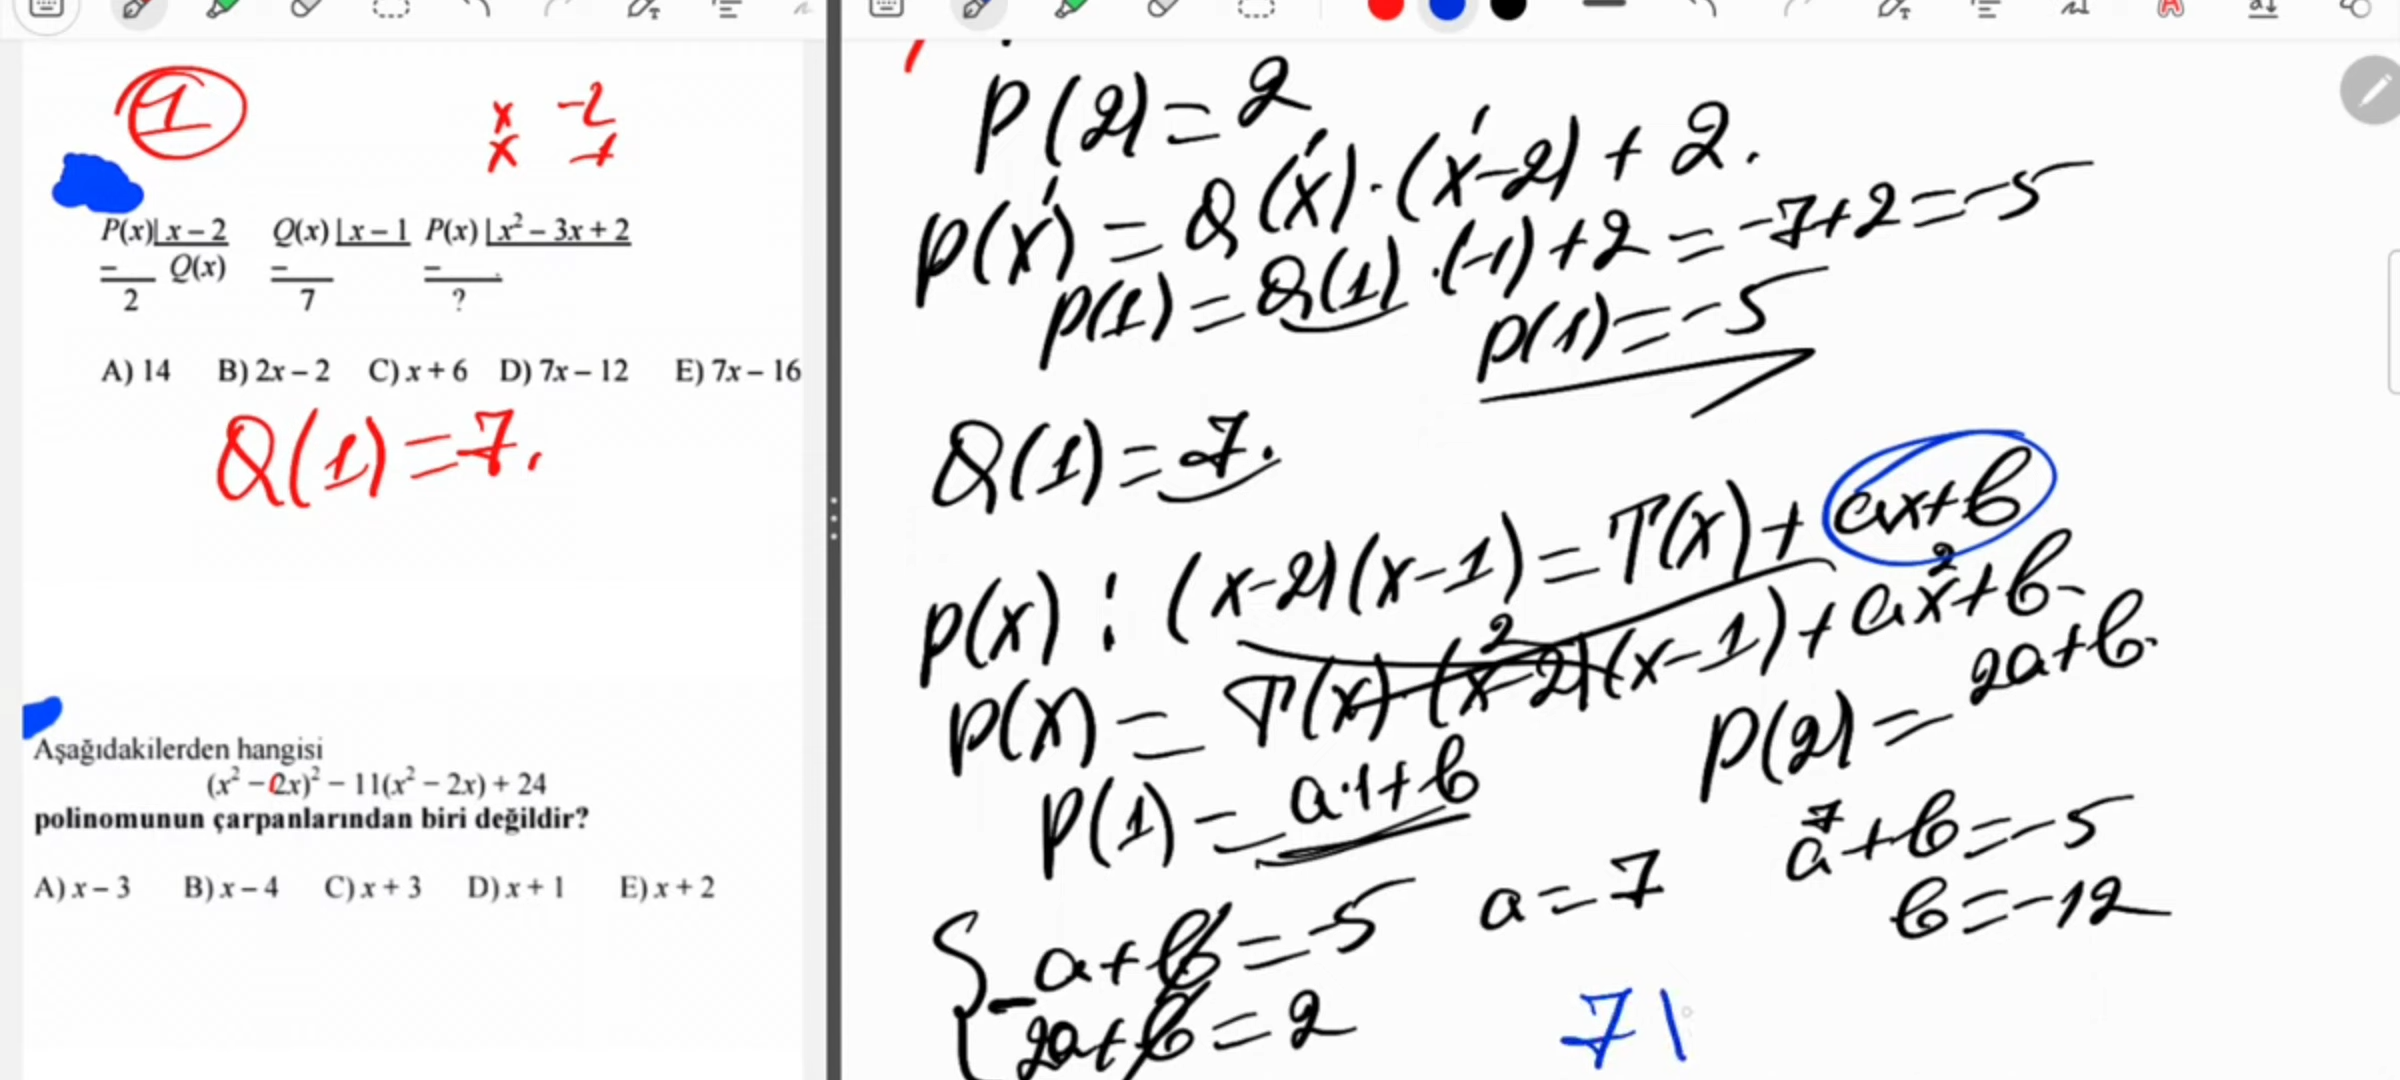 1
x -2
x -1
P(x)| x − 2 Q(x) | x − 1 P(x) | x² − 3x + 2
− Q(x) − −
2 7 ?
A) 14 B) 2x − 2 C) x + 6 D) 7x − 12 E) 7x − 16
Q(1) = 7.
Aşağıdakilerden hangisi
(x² − 2x)² − 11(x² − 2x) + 24
polinomunun çarpanlarından biri değildir?
A) x − 3 B) x − 4 C) x + 3 D) x + 1 E) x + 2
P(2) = 2
P(x) = Q(x)·(x-2) + 2.
P(1) = Q(1)·(-1)+2 = -7+2 = -5
P(1) = -5
Q(1) = 7.
P(x) : (x-2)(x-1) = T(x) + ax+b
P(x) = T(x)·(x-2)(x-1) + ax+b
2 2
P(1) = a·1+b
P(2) = 2a+b.
a+b = -5
7
b = -12
a = 7
{ - a+b = -5
2a+b = 2
7